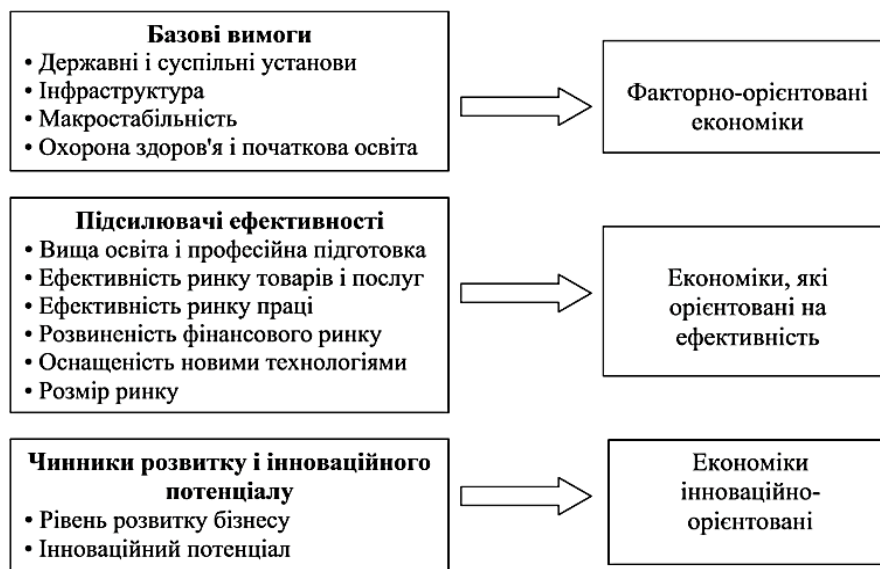 Базові вимоги
• Державні і суспільні установи
• Інфраструктура
• Макростабільність
• Охорона здоров'я і початкова освіта
Факторно-орієнтовані
економіки
Підсилювачі ефективності
• Вища освіта і професійна підготовка
• Ефективність ринку товарів і послуг
• Ефективність ринку праці
• Розвиненість фінансового ринку
• Оснащеність новими технологіями
• Розмір ринку
Економіки, які
орієнтовані на
ефективність
Чинники розвитку і інноваційного
потенціалу
• Рівень розвитку бізнесу
• Інноваційний потенціал
Економіки
інноваційно-
орієнтовані